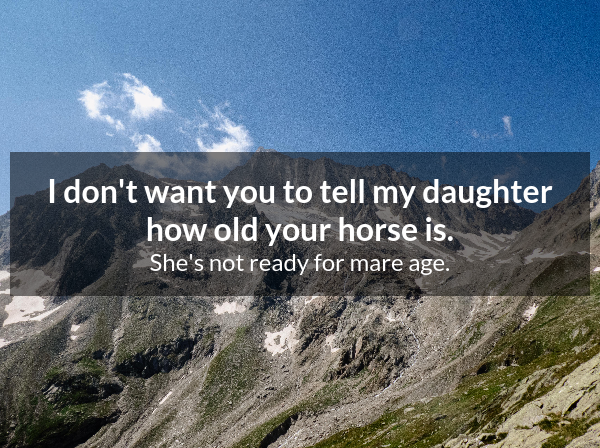 I don't want you to tell my daughter
how old your horse is.
She's not ready for mare age.